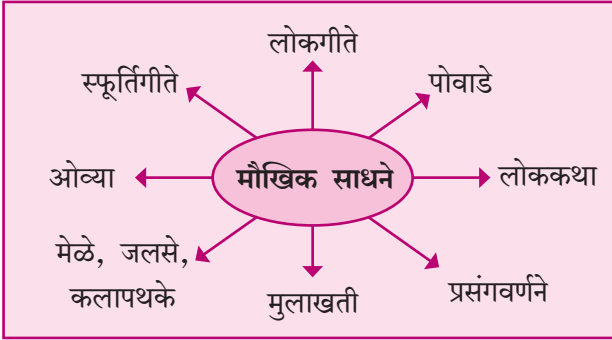 लोकगीते
स्फूर्तिगीते
पोवाडे
ओव्या
मौखिक साधने
लोककथा
मेळे, जलसे,
कलापथके
मुलाखती
प्रसंगवर्णने